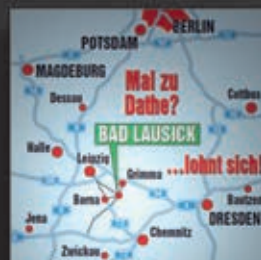 BERLIN
POTSDAM
MAGDEBURG
Mal zu
Dathe?
Dessau
Cottbus
BAD LAUSICK
Halle
Leipzig
...lohnt sich!
Grimma
Borna
Bautzen
DRESDEN
Jena
Chemnitz
Zwickau